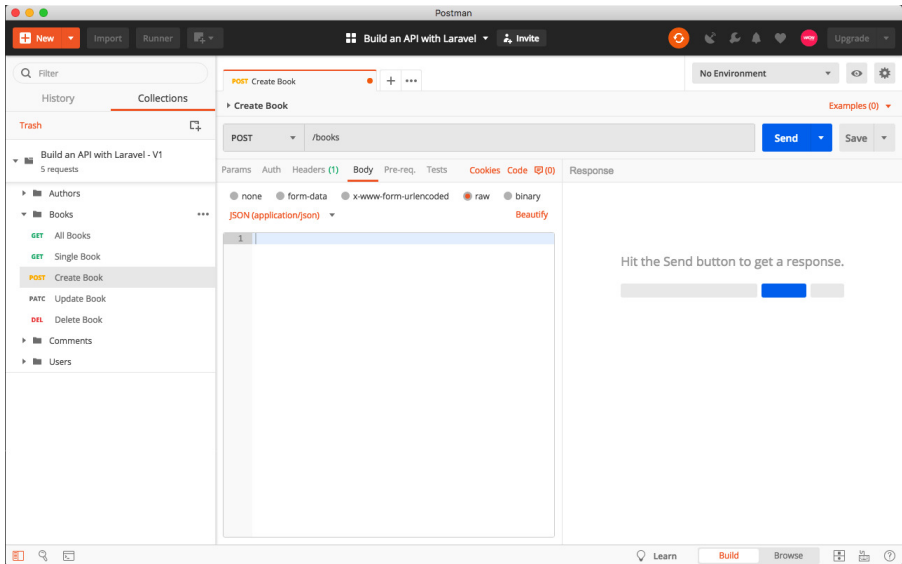 Postman
New Import Runner Build an API with Laravel Invite Upgrade
Filter
History Collections
Trash
Build an API with Laravel - V1
5 requests
Authors
Books
GET All Books
GET Single Book
POST Create Book
PATC Update Book
DEL Delete Book
Comments
Users
POST Create Book
No Environment
Create Book
Examples (0)
POST /books Send Save
Params Auth Headers (1) Body Pre-req. Tests Cookies Code (0) Response
none form-data x-www-form-urlencoded raw binary
JSON (application/json) Beautify
1
Hit the Send button to get a response.
Learn Build Browse